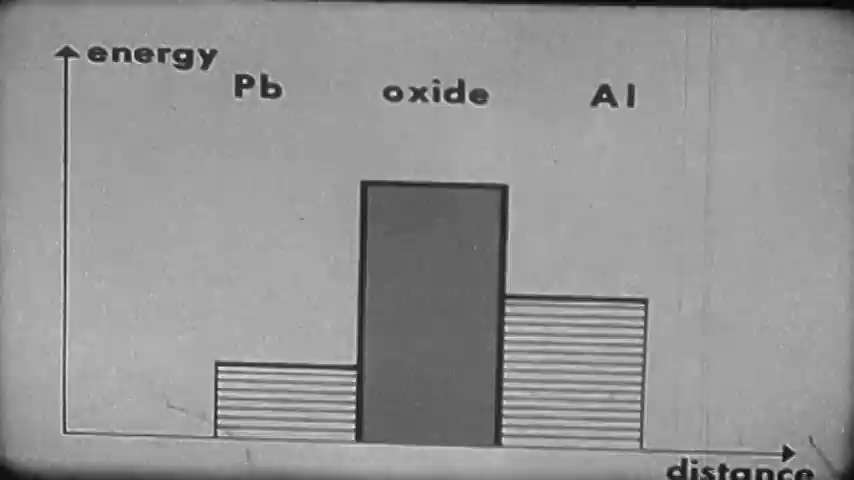 energy
Pb
oxide
Al
distance